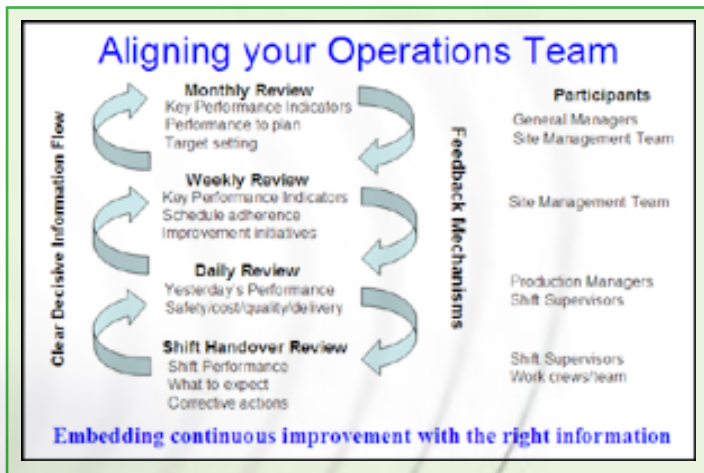 Aligning your Operations Team
Clear Decisive Information Flow
Monthly Review
Key Performance Indicators
Performance to plan
Target setting
Weekly Review
Key Performance Indicators
Schedule adherence
Improvement initiatives
Daily Review
Yesterday's Performance
Safety/cost/quality/delivery
Shift Handover Review
Shift Performance
What to expect
Corrective actions
Feedback Mechanisms
Participants
General Managers
Site Management Team
Site Management Team
Production Managers
Shift Supervisors
Shift Supervisors
Work crews/team
Embedding continuous improvement with the right information